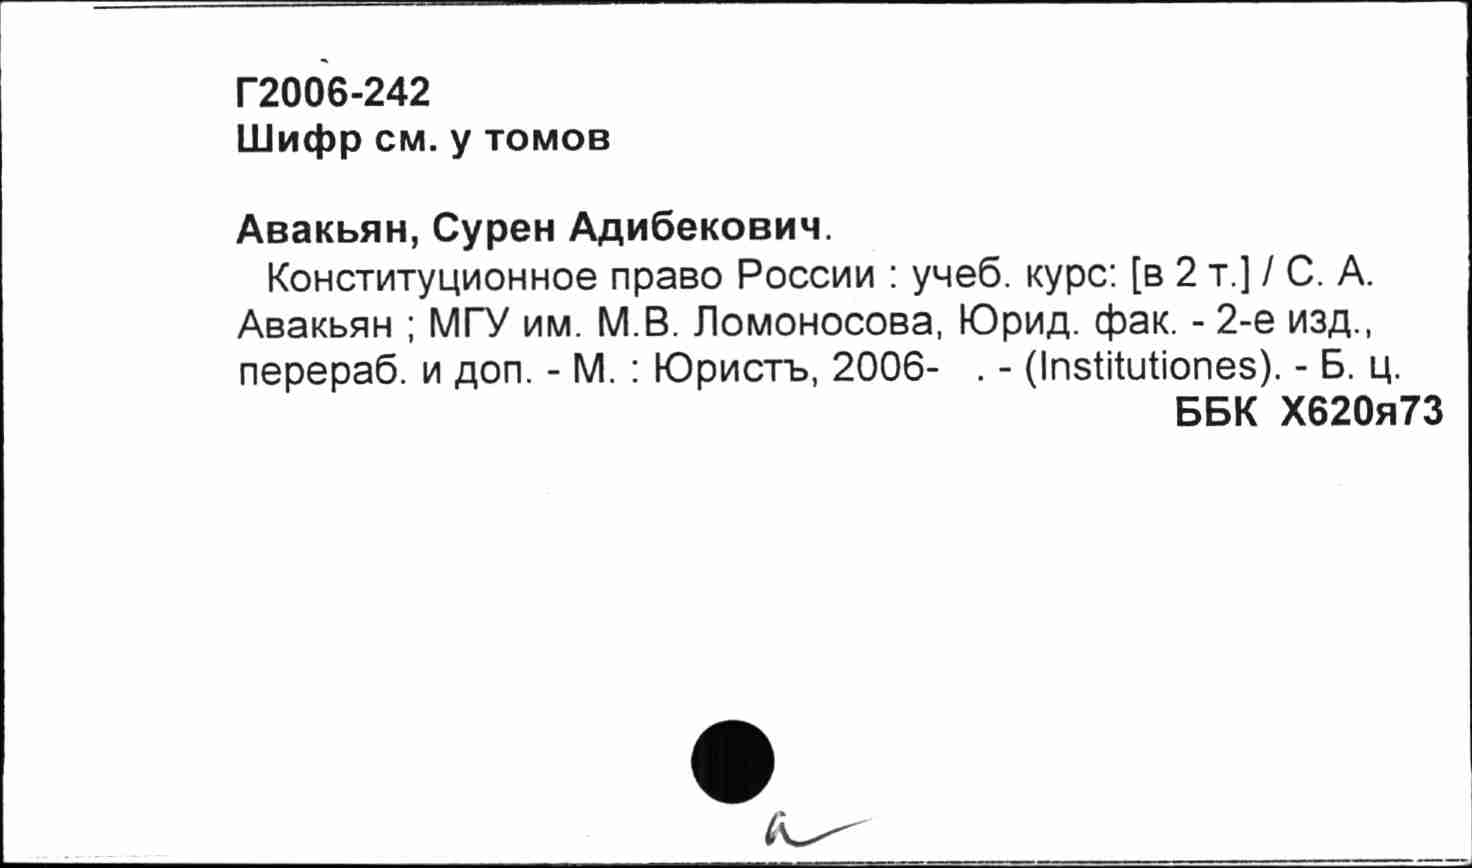 Г2006-242
Шифр см. у томов
Авакьян, Сурен Адибекович.
Конституционное право России : учеб. курс: [в 2 т.] / С. А.
Авакьян ; МГУ им. М.В. Ломоносова, Юрид. фак. - 2-е изд.,
перераб. и доп. - М. : Юристъ, 2006-   . - (Institutiones). - Б. ц.
ББК Х620я73
а